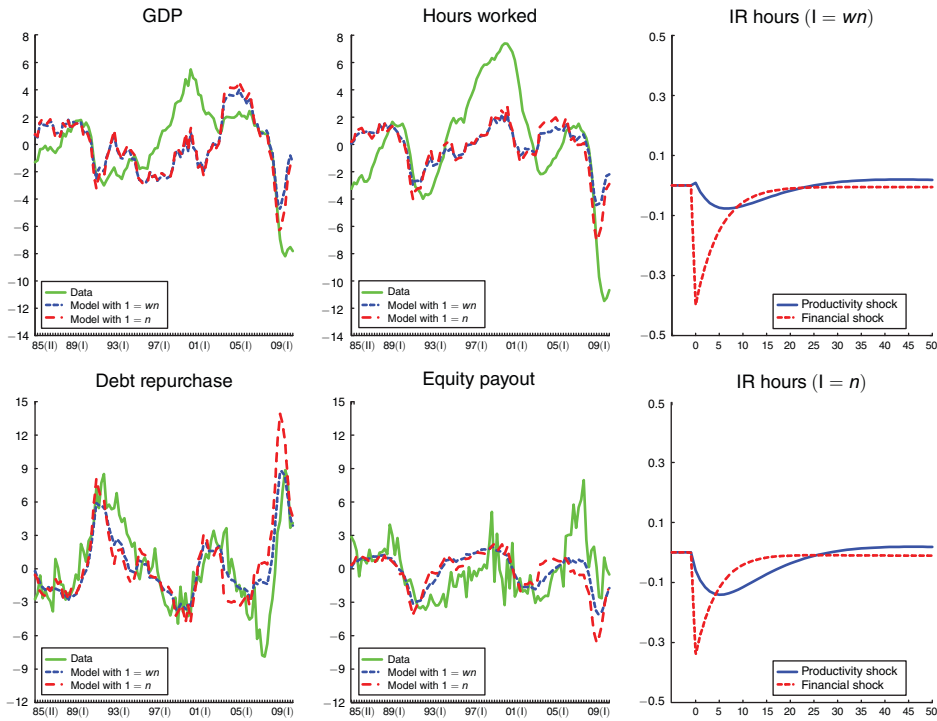 GDP
8
6
4
2
0
−2
−4
−6
−8
−10
−12
−14
Data
Model with 1 = wn
Model with 1 = n
85(II) 89(I) 93(I) 97(I) 01(I) 05(I) 09(I)
Hours worked
8
6
4
2
0
−2
−4
−6
−8
−10
−12
−14
Data
Model with 1 = wn
Model with 1 = n
85(II) 89(I) 93(I) 97(I) 01(I) 05(I) 09(I)
IR hours (I = wn)
0.5
0.3
0.1
−0.1
−0.3
−0.5
Productivity shock
Financial shock
0 5 10 15 20 25 30 35 40 45 50
Debt repurchase
15
12
9
6
3
0
−3
−6
−9
−12
Data
Model with 1 = wn
Model with 1 = n
85(II) 89(I) 93(I) 97(I) 01(I) 05(I) 09(I)
Equity payout
15
12
9
6
3
0
−3
−6
−9
−12
Data
Model with 1 = wn
Model with 1 = n
85(II) 89(I) 93(I) 97(I) 01(I) 05(I) 09(I)
IR hours (I = n)
0.5
0.3
0.1
−0.1
−0.3
−0.5
Productivity shock
Financial shock
0 5 10 15 20 25 30 35 40 45 50